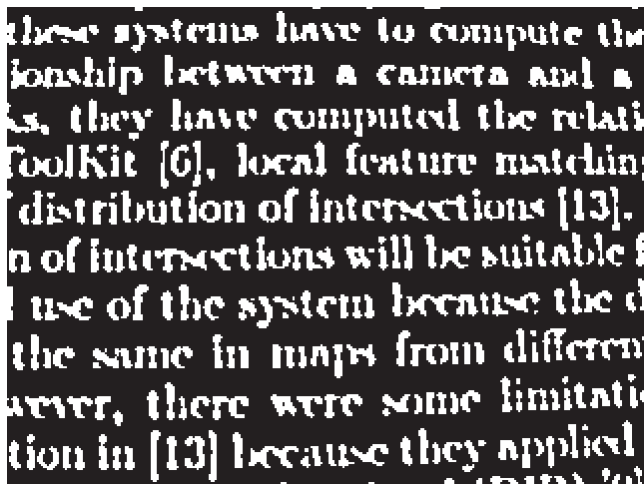 these systems have to compute the
ionship between a camera and a
ks, they have computed the relati
ToolKit [6], local feature matching
distribution of intersections [13].
n of intersections will be suitable f
l use of the system because the d
the same in maps from different
wever, there were some limitatio
tion in [13] because they applied